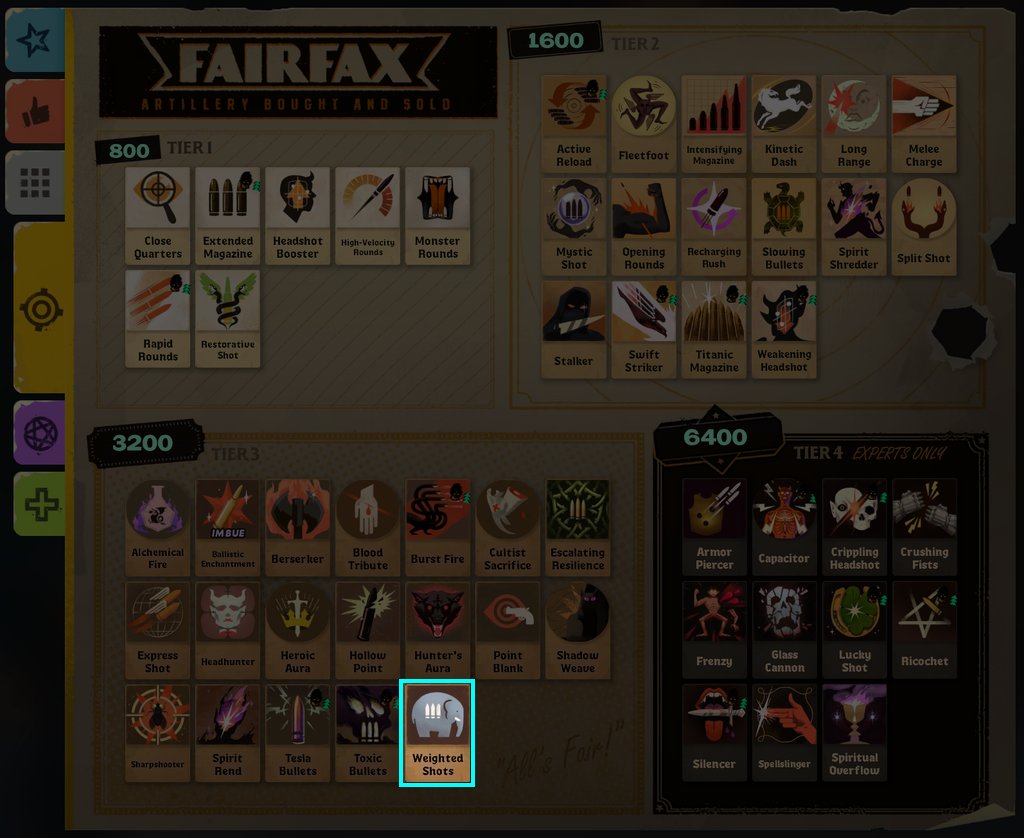 FAIRFAX
ARTILLERY BOUGHT AND SOLD
800 TIER 1
Close Quarters
Extended Magazine
Headshot Booster
High-Velocity Rounds
Monster Rounds
Rapid Rounds
Restorative Shot
1600 TIER 2
Active Reload
Fleetfoot
Intensifying Magazine
Kinetic Dash
Long Range
Melee Charge
Mystic Shot
Opening Rounds
Recharging Rush
Slowing Bullets
Spirit Shredder
Split Shot
Stalker
Swift Striker
Titanic Magazine
Weakening Headshot
3200 TIER 3
Alchemical Fire
IMBUE
Ballistic Enchantment
Berserker
Blood Tribute
Burst Fire
Cultist Sacrifice
Escalating Resilience
Express Shot
Headhunter
Heroic Aura
Hollow Point
Hunter's Aura
Point Blank
Shadow Weave
Sharpshooter
Spirit Rend
Tesla Bullets
Toxic Bullets
Weighted Shots
"All's Fair!"
6400 TIER 4 EXPERTS ONLY
Armor Piercer
Capacitor
Crippling Headshot
Crushing Fists
Frenzy
Glass Cannon
Lucky Shot
Ricochet
Silencer
Spellslinger
Spiritual Overflow